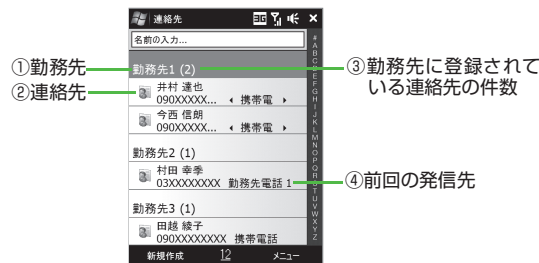 連絡先
3G
名前の入力...
勤務先1 (2)
井村 達也
090XXXXX... 携帯電
今西 信朗
090XXXXX... 携帯電
勤務先2 (1)
村田 幸季
03XXXXXXXX 勤務先電話 1
勤務先3 (1)
田越 綾子
090XXXXXXXX 携帯電話
新規作成 12 メニュー
#
A
B
C
D
E
F
G
H
I
J
K
L
M
N
O
P
Q
R
S
T
U
V
W
X
Y
Z
①勤務先
②連絡先
③勤務先に登録されて
いる連絡先の件数
④前回の発信先